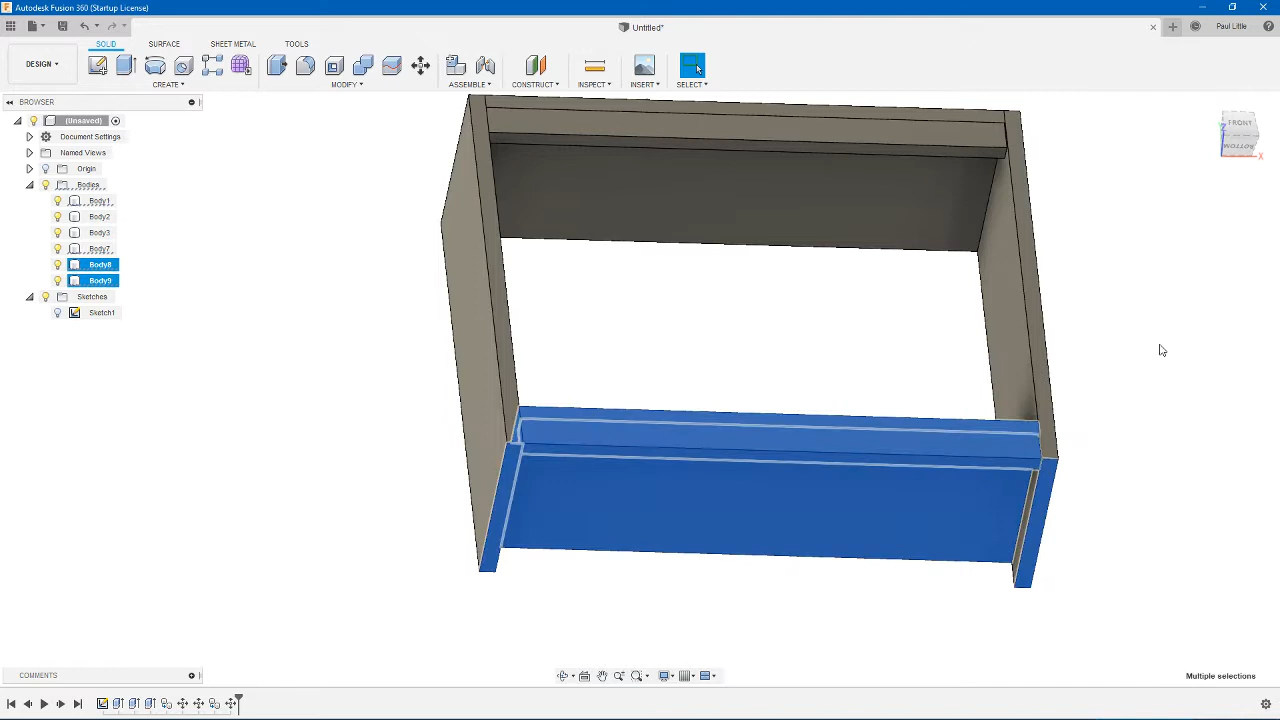 Autodesk Fusion 360 (Startup License)
Untitled*
Paul Little
SOLID SURFACE SHEET METAL TOOLS
DESIGN
CREATE MODIFY ASSEMBLE CONSTRUCT INSPECT INSERT SELECT
BROWSER
(Unsaved)
Document Settings
Named Views
Origin
Bodies
Body1
Body2
Body3
Body7
Body8
Body9
Sketches
Sketch1
FRONT
BOTTOM
Z
X
COMMENTS
Multiple selections